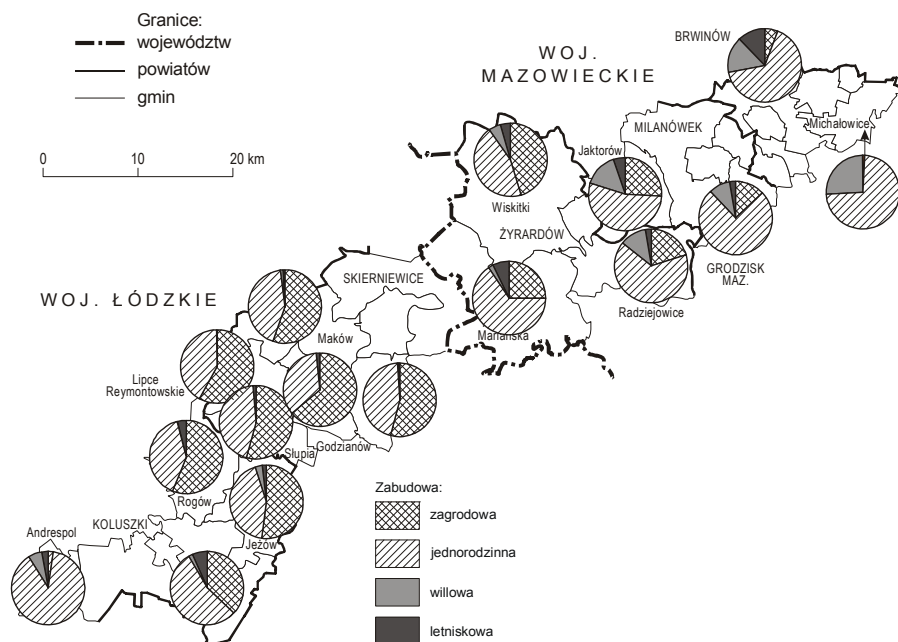 Granice:
województw
powiatów
gmin
0 10 20 km
WOJ.
MAZOWIECKIE
BRWINÓW
Michałowice
MILANÓWEK
Jaktorów
Wiskitki
ŻYRARDÓW
GRODZISK
MAZ.
Radziejowice
SKIERNIEWICE
WOJ. ŁÓDZKIE
Mariańska
Maków
Lipce
Reymontowskie
Godzianów
Słupia
Rogów
Jeżów
KOLUSZKI
Andrespol
Zabudowa:
zagrodowa
jednorodzinna
willowa
letniskowa